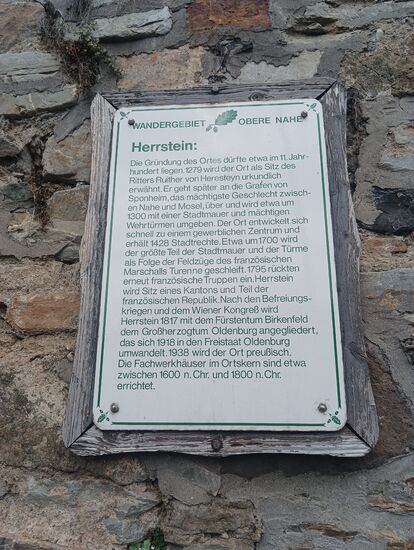 WANDERGEBIET OBERE NAHE
Herrstein:
Die Gründung des Ortes dürfte etwa im 11. Jahr-
hundert liegen. 1279 wird der Ort als Sitz des
Ritters Ruither von Heresteyn urkundlich
erwähnt. Er geht später an die Grafen von
Sponheim, das mächtigste Geschlecht zwisch-
en Nahe und Mosel, über und wird etwa um
1300 mit einer Stadtmauer und mächtigen
Wehrtürmen umgeben. Der Ort entwickelt sich
schnell zu einem gewerblichen Zentrum und
erhält 1428 Stadtrechte. Etwa um 1700 wird
der größte Teil der Stadtmauer und der Türme
als Folge der Feldzüge des französischen
Marschalls Turenne geschleift. 1795 rückten
erneut französische Truppen ein. Herrstein
wird Sitz eines Kantons und Teil der
französischen Republik. Nach den Befreiungs-
kriegen und dem Wiener Kongreß wird
Herrstein 1817 mit dem Fürstentum Birkenfeld
dem Großherzogtum Oldenburg angegliedert,
das sich 1918 in den Freistaat Oldenburg
umwandelt. 1938 wird der Ort preußisch.
Die Fachwerkhäuser im Ortskern sind etwa
zwischen 1600 n. Chr. und 1800 n. Chr.
errichtet.